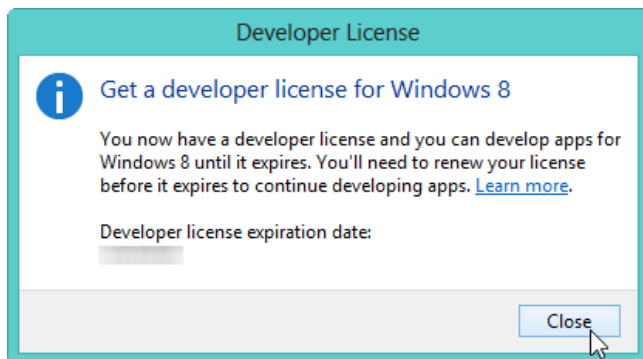 Developer License
Get a developer license for Windows 8
You now have a developer license and you can develop apps for
Windows 8 until it expires. You'll need to renew your license
before it expires to continue developing apps. Learn more.
Developer license expiration date:
Close